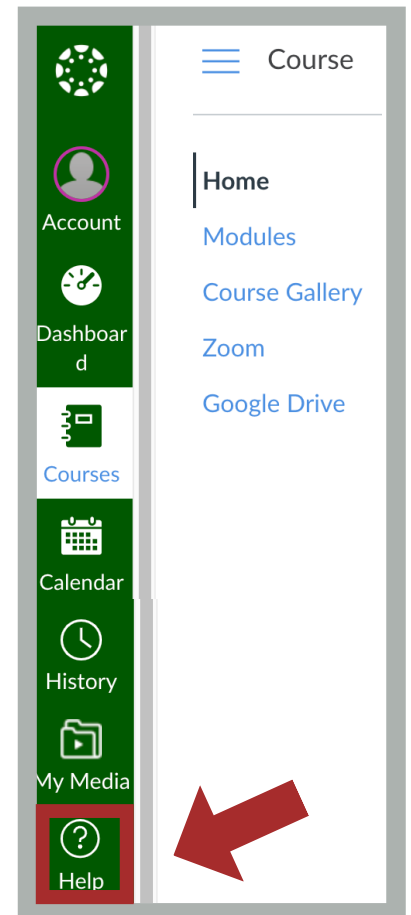 Account
Dashboar
d
Courses
Calendar
History
My Media
Help
Course
Home
Modules
Course Gallery
Zoom
Google Drive